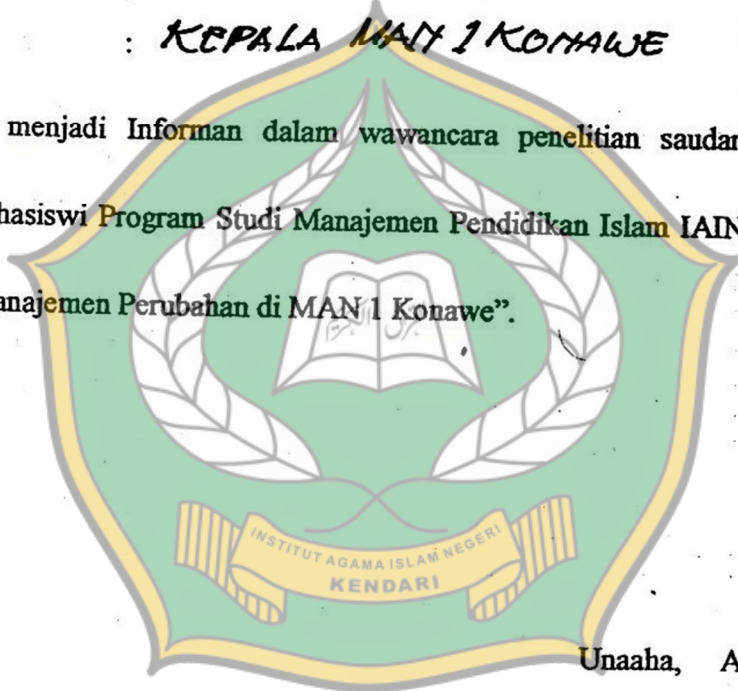 : KEPALA MAN 1 KONAWE
menjadi Informan dalam wawancara penelitian saudar
hasiswi Program Studi Manajemen Pendidikan Islam IAIN
anajemen Perubahan di MAN 1 Konawe”.
INSTITUT AGAMA ISLAM NEGERI
KENDARI
Unaaha, A